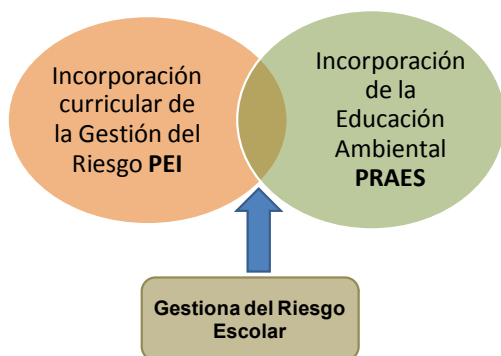 Incorporación
curricular de
la Gestión del
Riesgo PEI
Incorporación
de la
Educación
Ambiental
PRAES
Gestiona del Riesgo
Escolar